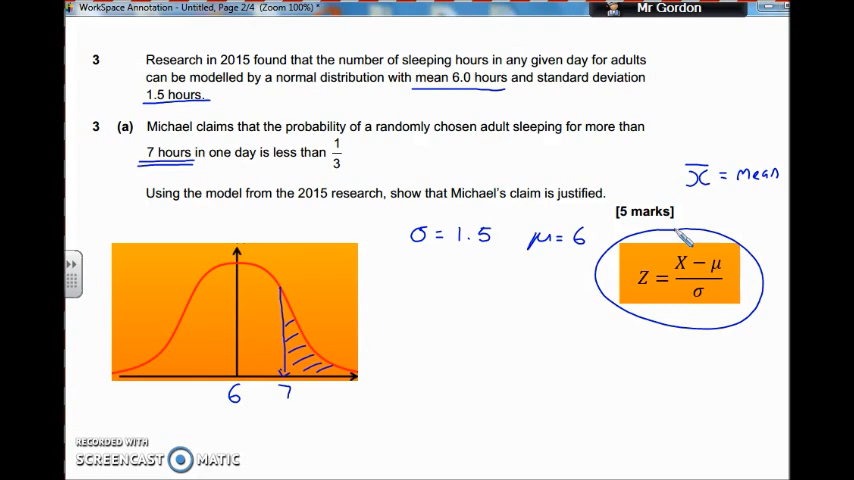 WorkSpace Annotation - Untitled, Page 2/4 (Zoom 100%) *
Mr Gordon
3 Research in 2015 found that the number of sleeping hours in any given day for adults
can be modelled by a normal distribution with mean 6.0 hours and standard deviation
1.5 hours.
3 (a) Michael claims that the probability of a randomly chosen adult sleeping for more than
7 hours in one day is less than 1/3
x̅ = mean
Using the model from the 2015 research, show that Michael's claim is justified.
[5 marks]
σ = 1.5 μ = 6
Z = (X − μ)/σ
6 7
RECORDED WITH
SCREENCAST MATIC